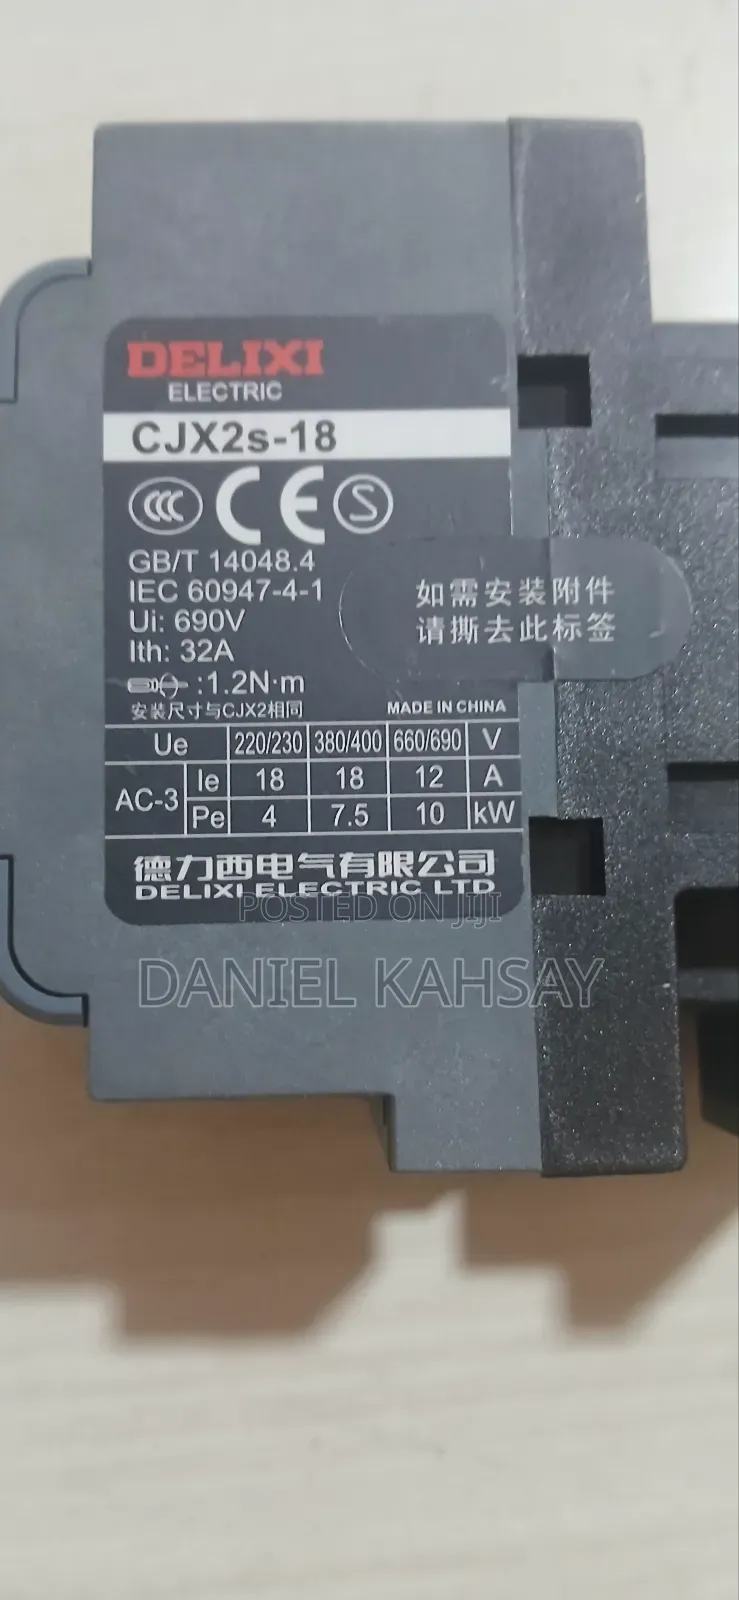 DELIXI
ELECTRIC
CJX2s-18
CCC CE S
GB/T 14048.4
IEC 60947-4-1
Ui: 690V
Ith: 32A
:1.2N·m
如需安装附件
请撕去此标签
安装尺寸与CJX2相同 MADE IN CHINA
Ue 220/230 380/400 660/690 V
AC-3 Ie 18 18 12 A
Pe 4 7.5 10 kW
德力西电气有限公司
DELIXI ELECTRIC LTD
POSTED ON JIJI
DANIEL KAHSAY